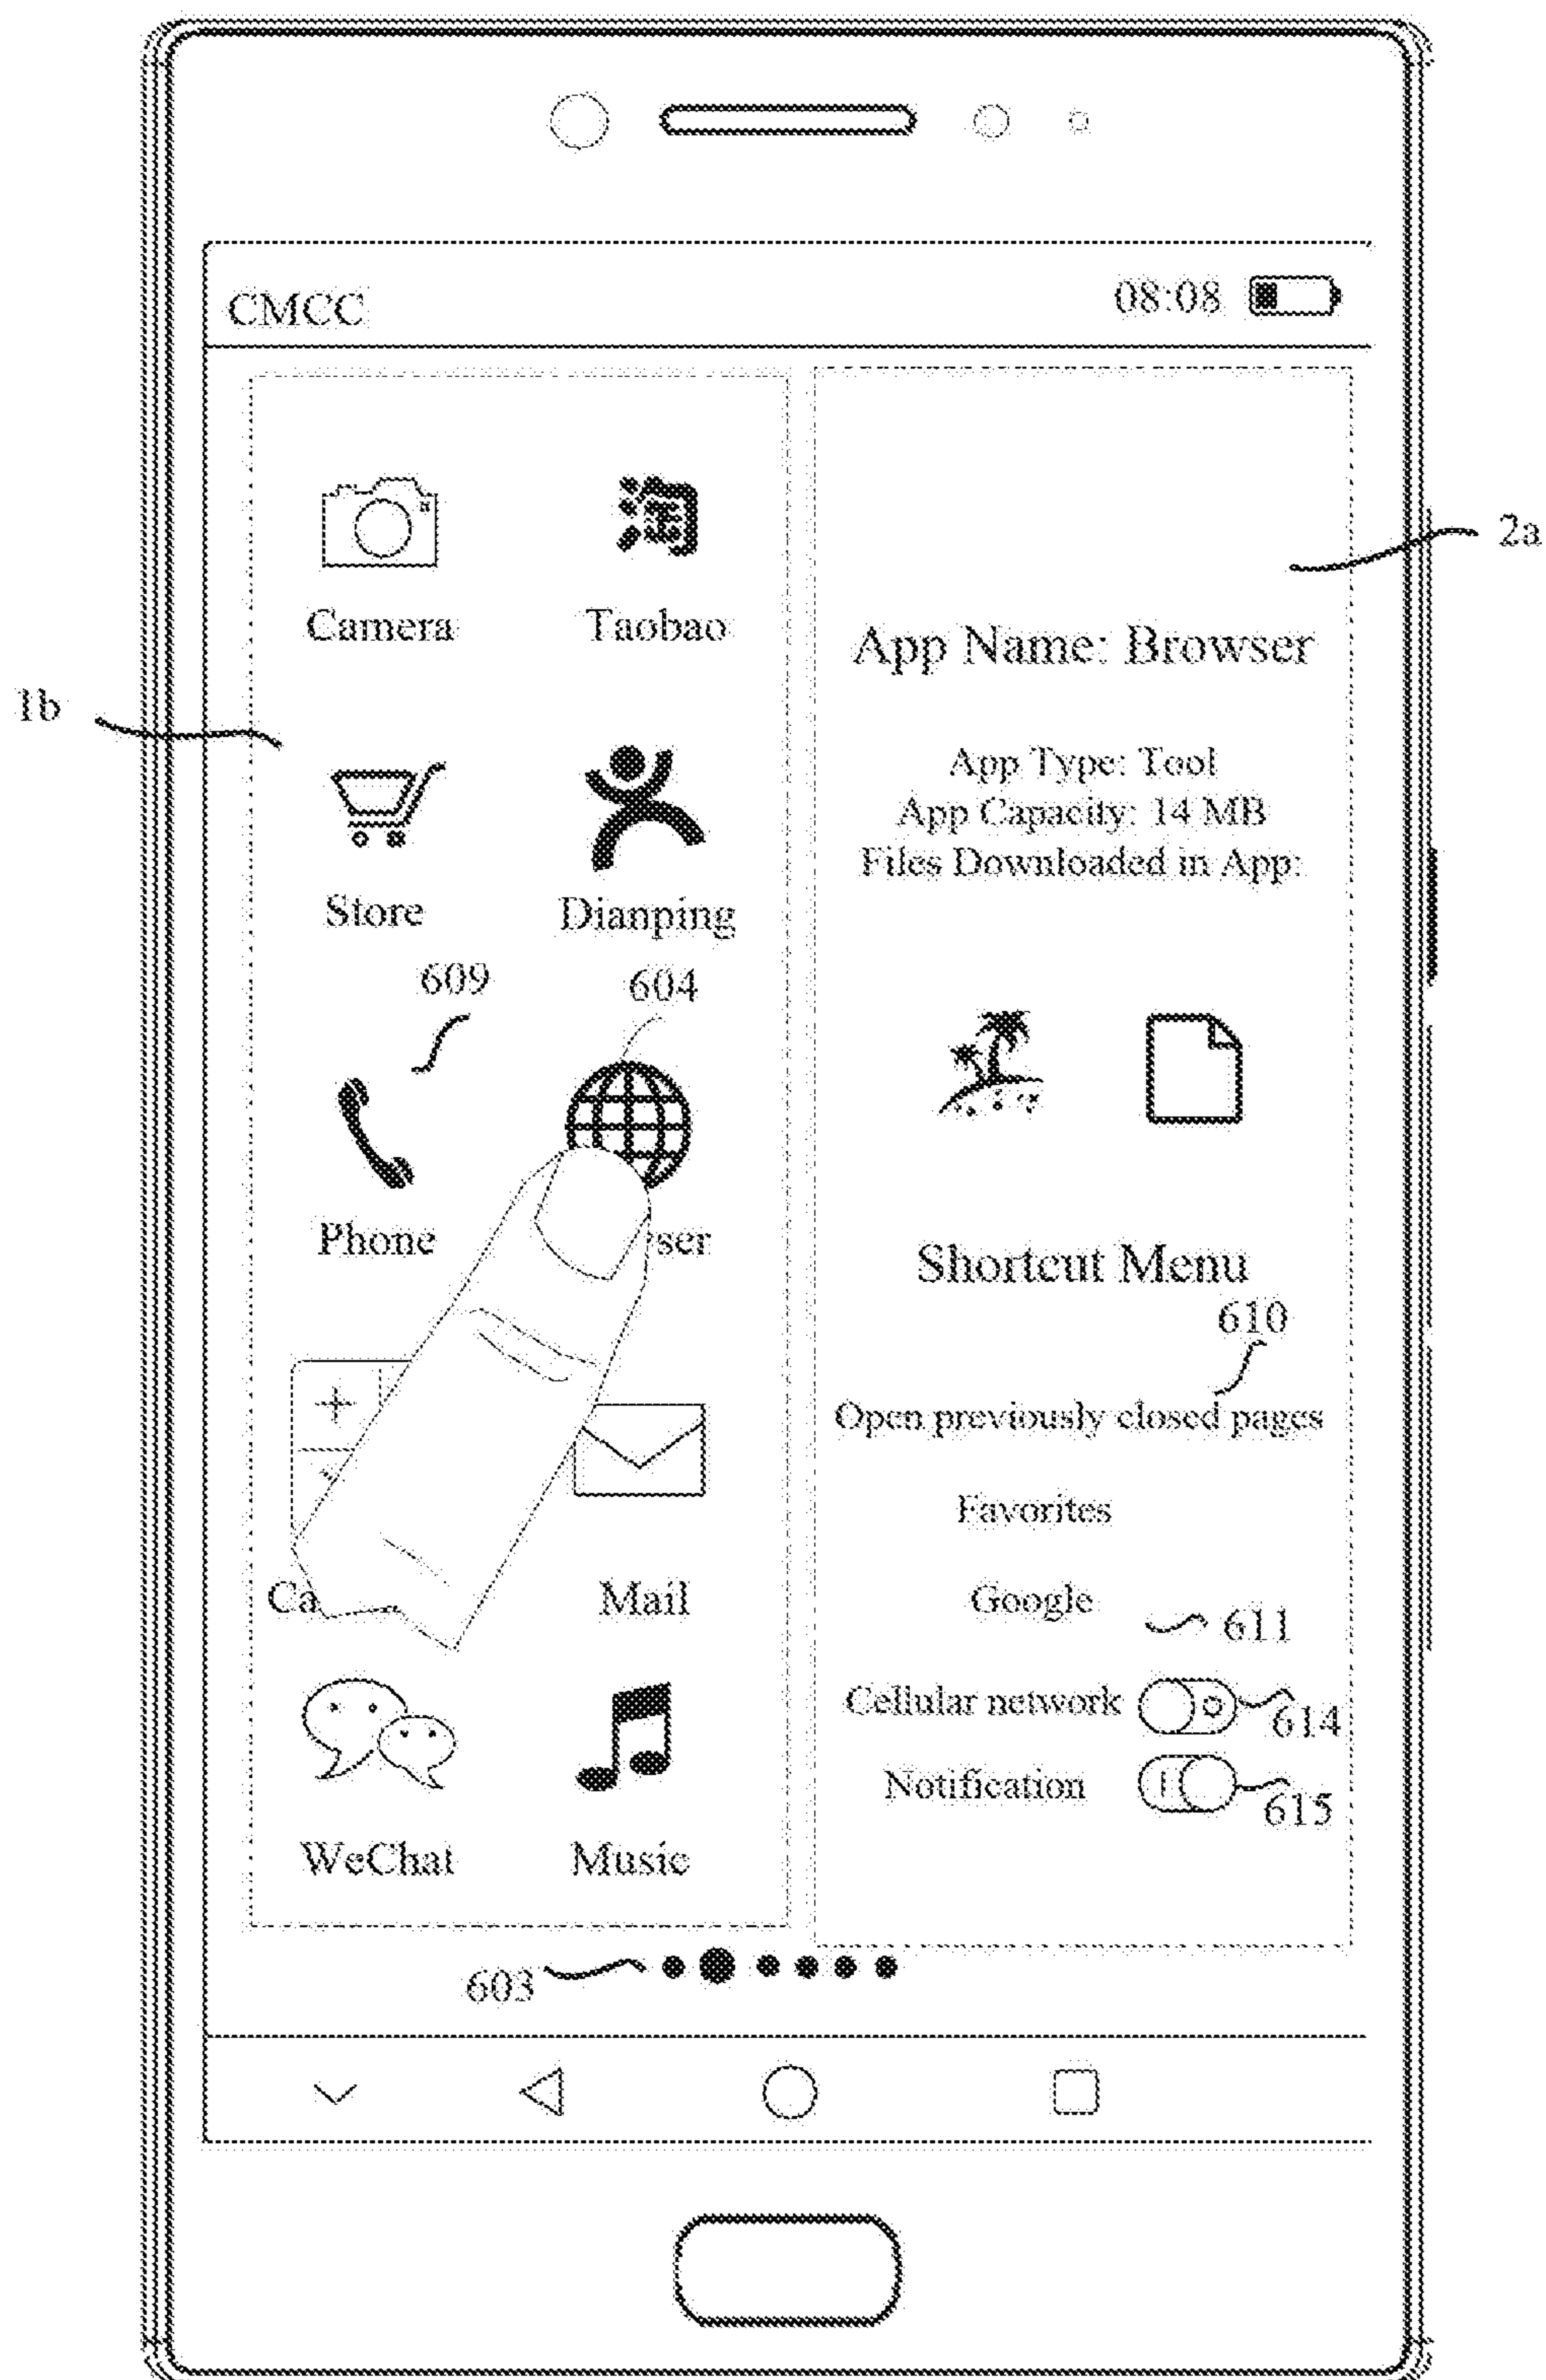 CMCC 08:08
2a
1b
Camera Taobao
Store Dianping
609 604
Phone ser
Ca Mail
WeChat Music
App Name: Browser
App Type: Tool
App Capacity: 14 MB
Files Downloaded in App:
Shortcut Menu
610
Open previously closed pages
Favorites
Google
611
Cellular network 614
Notification 615
603